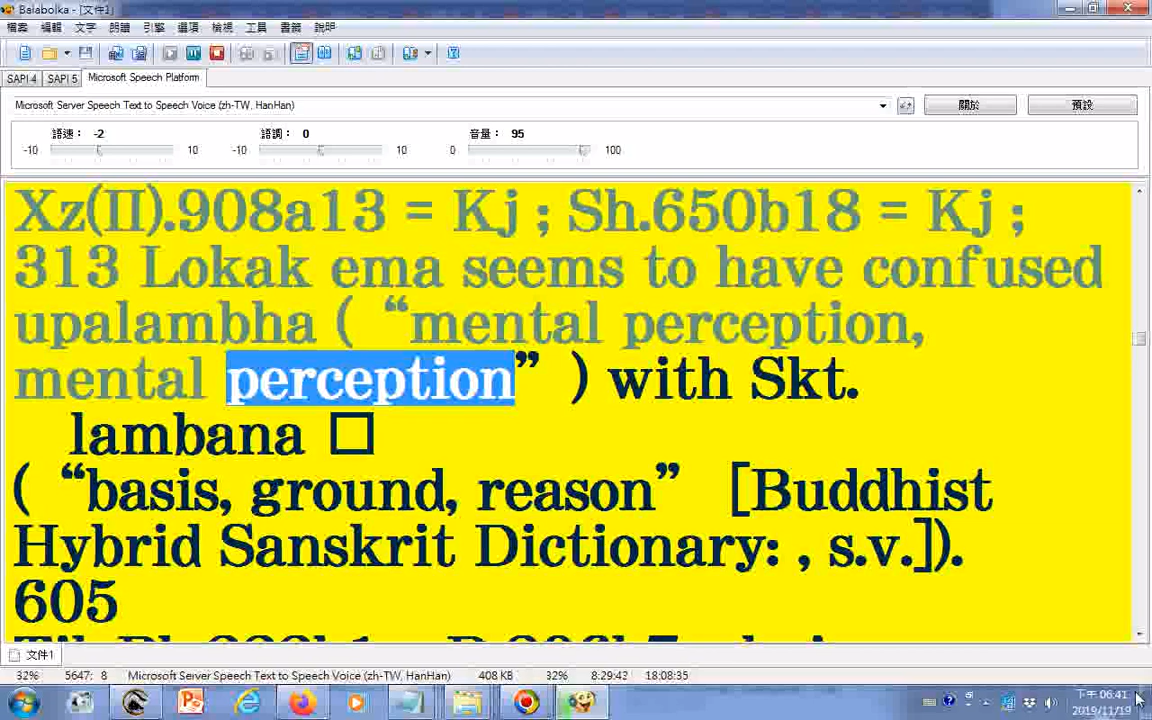 Balabolka - [文件1]
檔案 編輯 文字 朗讀 引擎 選項 檢視 工具 書籤 說明
SAPI 4 SAPI 5 Microsoft Speech Platform
Microsoft Server Speech Text to Speech Voice (zh-TW, HanHan) 關於 預設
語速： -2 語調： 0 音量： 95
-10 10 -10 10 0 100
Xz(II).908a13 = Kj ; Sh.650b18 = Kj ;
313 Lokak ema seems to have confused
upalambha ( “mental perception,
mental perception” ) with Skt.
lambana □
( “basis, ground, reason” [Buddhist
Hybrid Sanskrit Dictionary: , s.v.]).
605
文件1
32% 5647: 8 Microsoft Server Speech Text to Speech Voice (zh-TW, HanHan) 408 KB 32% 8:29:42 18:08:35
下午 06:41
2019/11/19